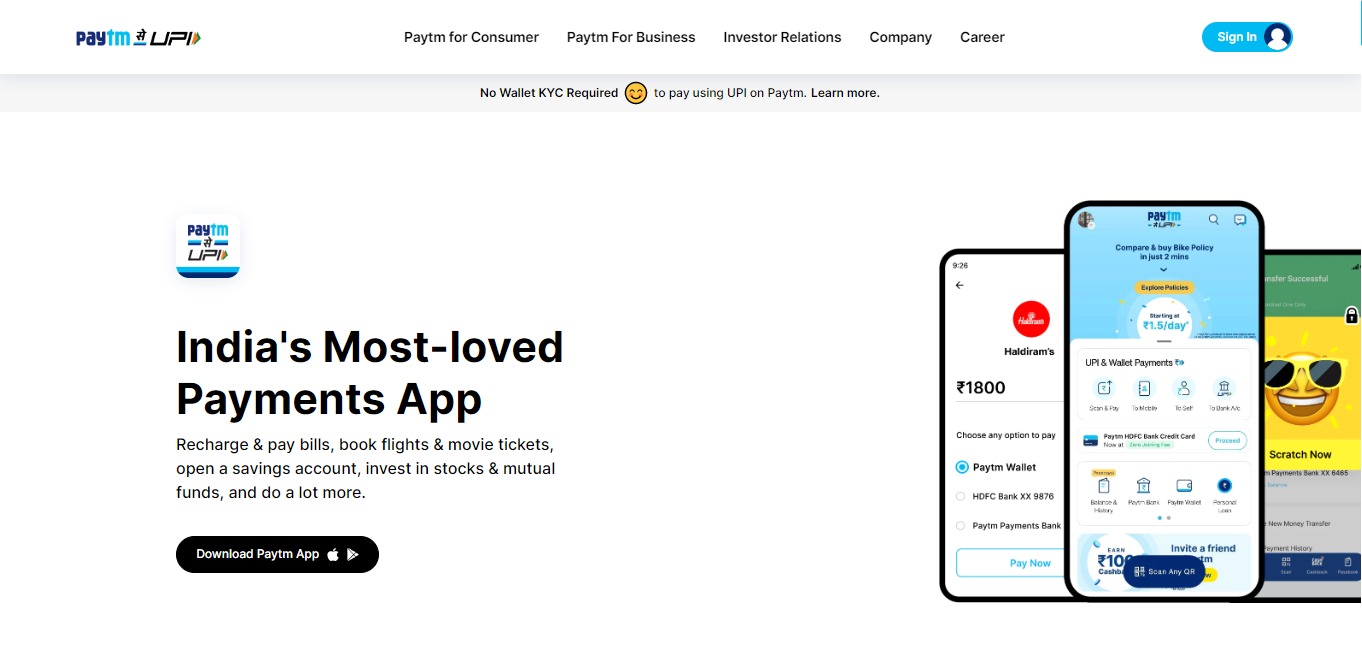 paytm से UPI
Paytm for Consumer
Paytm For Business
Investor Relations
Company
Career
Sign In
No Wallet KYC Required to pay using UPI on Paytm. Learn more.
paytm
से
UPI
India's Most-loved
Payments App
Recharge & pay bills, book flights & movie tickets,
open a savings account, invest in stocks & mutual
funds, and do a lot more.
Download Paytm App
9:26
Haldiram's
Haldiram's
₹1800
Choose any option to pay
Paytm Wallet
HDFC Bank XX 9876
Paytm Payments Bank
Pay Now
paytm
से UPI
Compare & buy Bike Policy
in just 2 mins
Explore Policies
Starting at
₹1.5/day*
UPI & Wallet Payments
Scan & Pay
To Mobile
To Self
To Bank A/c
Paytm HDFC Bank Credit Card
Now at Zero Joining Fee
Proceed
Balance &
History
Paytm Bank
Paytm Wallet
Personal
Loan
EARN
₹100
Cashba
Invite a friend
tm
Scan Any QR
nsfer Successful
Scratch Now
m Payments Bank XX 6465
New Money Transfer
Payment History
Scan
Cashback
Passbook